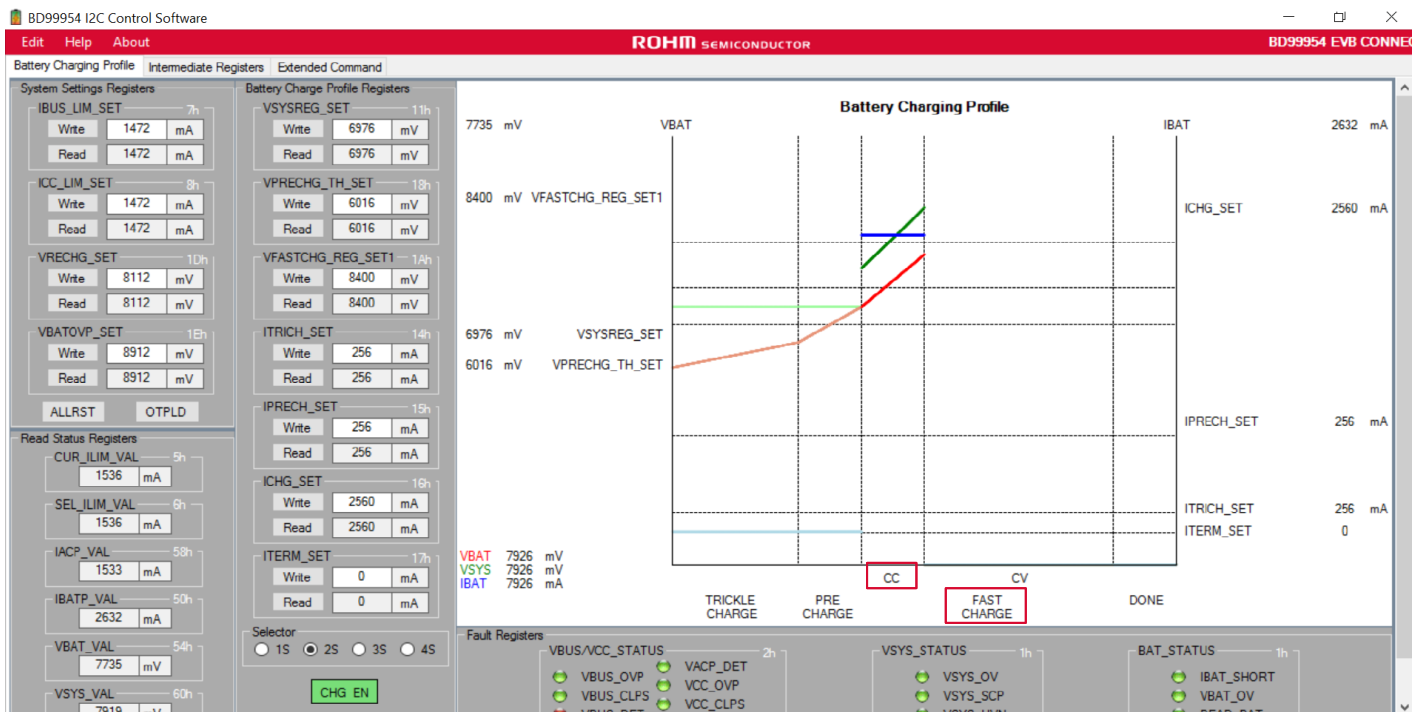 BD99954 I2C Control Software
Edit Help About
ROHM SEMICONDUCTOR
BD99954 EVB CONNEC
Battery Charging Profile Intermediate Registers Extended Command
System Settings Registers
IBUS_LIM_SET 7h
Write 1472 mA
Read 1472 mA
ICC_LIM_SET 8h
Write 1472 mA
Read 1472 mA
VRECHG_SET 1Dh
Write 8112 mV
Read 8112 mV
VBATOVP_SET 1Eh
Write 8912 mV
Read 8912 mV
ALLRST OTPLD
Read Status Registers
CUR_ILIM_VAL 5h
1536 mA
SEL_ILIM_VAL 6h
1536 mA
IACP_VAL 58h
1533 mA
IBATP_VAL 50h
2632 mA
VBAT_VAL 54h
7735 mV
VSYS_VAL 60h
7919 mV
Battery Charge Profile Registers
VSYSREG_SET 11h
Write 6976 mV
Read 6976 mV
VPRECHG_TH_SET 18h
Write 6016 mV
Read 6016 mV
VFASTCHG_REG_SET1 1Ah
Write 8400 mV
Read 8400 mV
ITRICH_SET 14h
Write 256 mA
Read 256 mA
IPRECH_SET 15h
Write 256 mA
Read 256 mA
ICHG_SET 16h
Write 2560 mA
Read 2560 mA
ITERM_SET 17h
Write 0 mA
Read 0 mA
Selector
1S 2S 3S 4S
CHG EN
Battery Charging Profile
7735 mV VBAT IBAT 2632 mA
8400 mV VFASTCHG_REG_SET1
ICHG_SET 2560 mA
6976 mV VSYSREG_SET
6016 mV VPRECHG_TH_SET
IPRECH_SET 256 mA
ITRICH_SET 256 mA
ITERM_SET 0
VBAT 7926 mV
VSYS 7926 mV
IBAT 7926 mA
CC CV
TRICKLE CHARGE
PRE CHARGE
FAST CHARGE
DONE
Fault Registers
VBUS/VCC_STATUS 2h
VBUS_OVP VACP_DET
VBUS_CLPS VCC_OVP
VBUS_DET VCC_CLPS
VSYS_STATUS 1h
VSYS_OV
VSYS_SCP
VSYS_UVN
BAT_STATUS 1h
IBAT_SHORT
VBAT_OV
DEAD_BAT